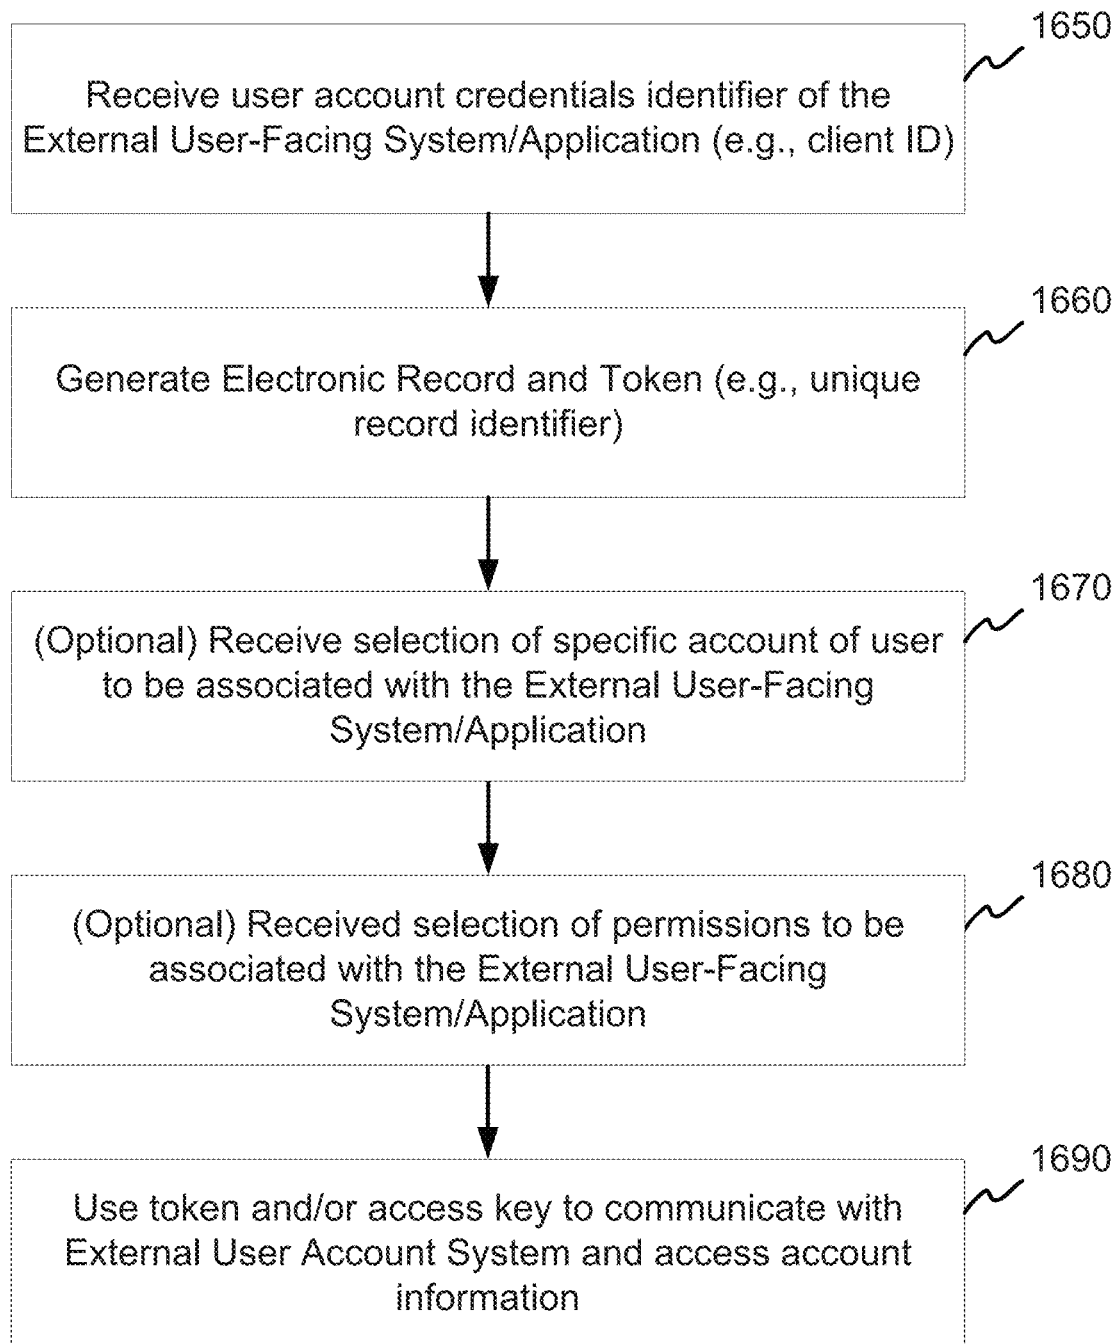 1650
Receive user account credentials identifier of the
External User-Facing System/Application (e.g., client ID)
1660
Generate Electronic Record and Token (e.g., unique
record identifier)
1670
(Optional) Receive selection of specific account of user
to be associated with the External User-Facing
System/Application
1680
(Optional) Received selection of permissions to be
associated with the External User-Facing
System/Application
1690
Use token and/or access key to communicate with
External User Account System and access account
information